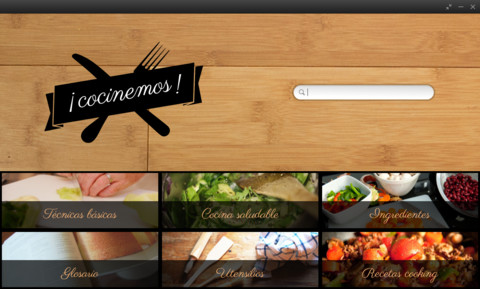 ¡cocinemos!
Técnicas básicas
Cocina saludable
Ingredientes
Glosario
Utensilios
Recetas cooking